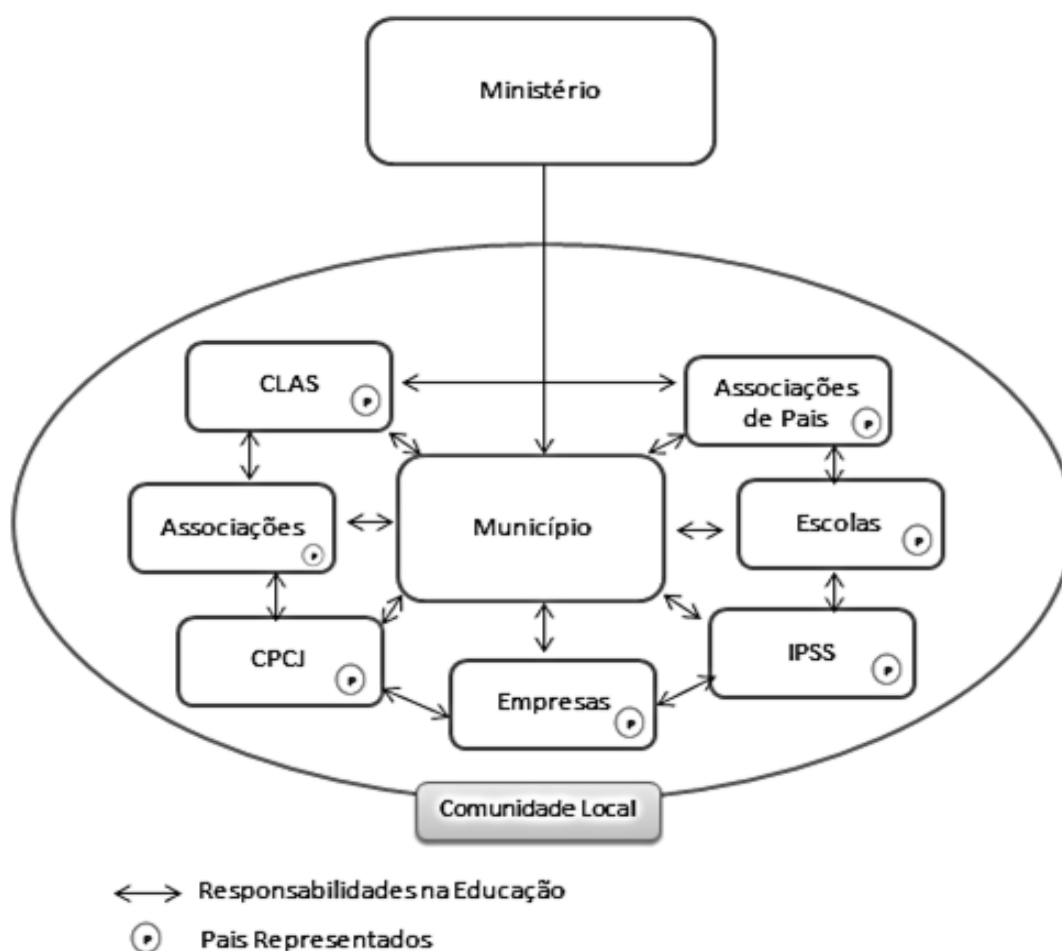 Ministério
CLAS
P
Associações
de Pais
P
Associações
P
Município
Escolas
P
CPCJ
P
Empresas
P
IPSS
P
Comunidade Local
Responsabilidades na Educação
P Pais Representados